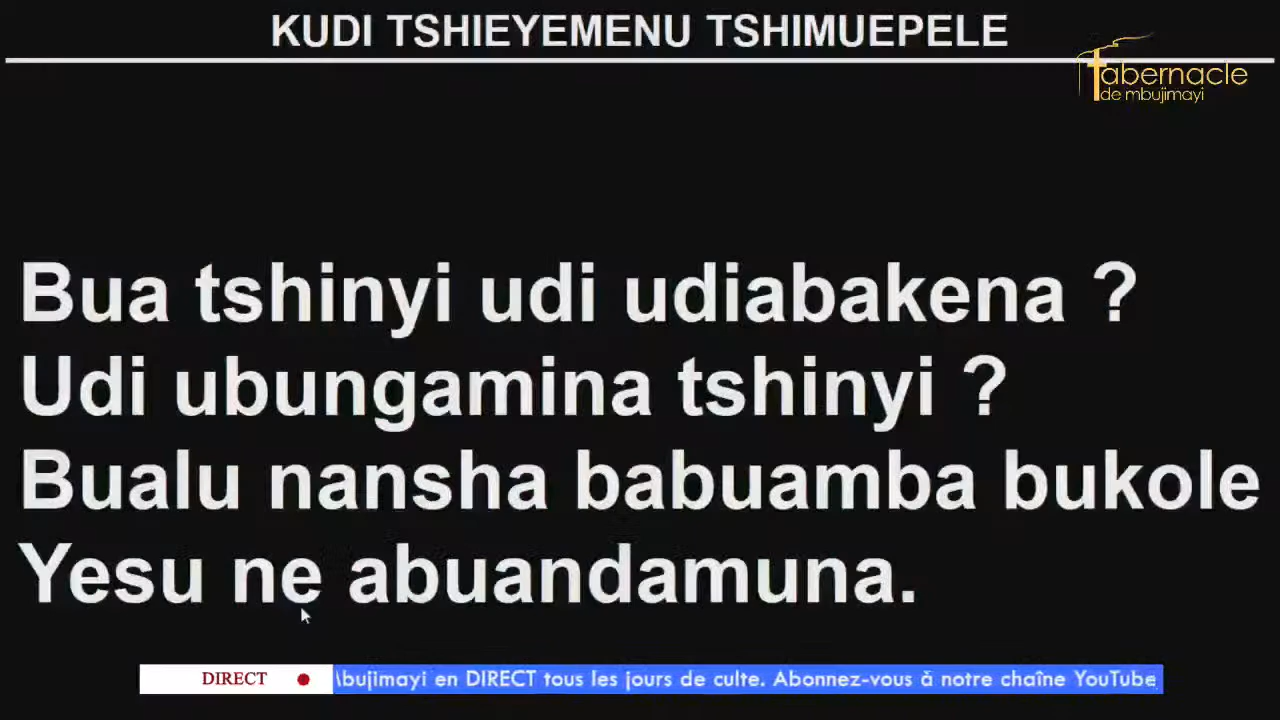 KUDI TSHIEYEMENU TSHIMUEPELE
Tabernacle
de mbujimayi
Bua tshinyi udi udiabakena ?
Udi ubungamina tshinyi ?
Bualu nansha babuamba bukole
Yesu ne abuandamuna.
DIRECT
bujimayi en DIRECT tous les jours de culte. Abonnez-vous à notre chaîne YouTube